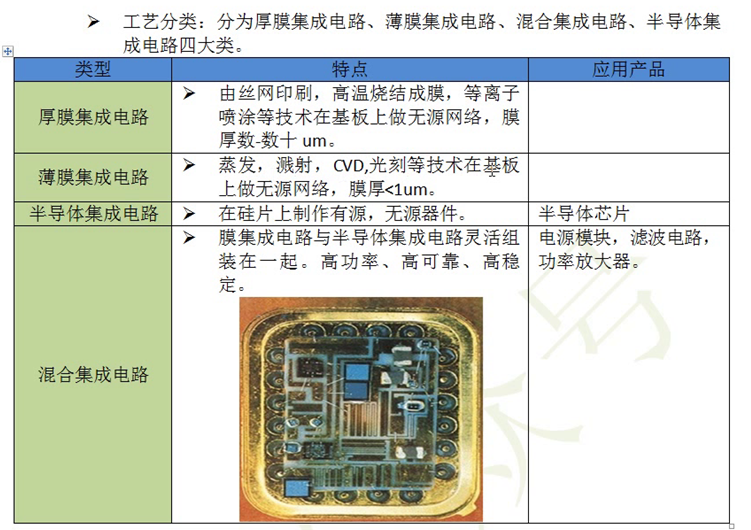 ➢ 工艺分类：分为厚膜集成电路、薄膜集成电路、混合集成电路、半导体集
成电路四大类。
类型 特点 应用产品
厚膜集成电路
➢ 由丝网印刷，高温烧结成膜，等离子
喷涂等技术在基板上做无源网络，膜
厚数-数十 um。
薄膜集成电路
➢ 蒸发，溅射，CVD,光刻等技术在基板
上做无源网络，膜厚<1um。
半导体集成电路 ➢ 在硅片上制作有源，无源器件。 半导体芯片
混合集成电路
➢ 膜集成电路与半导体集成电路灵活组
装在一起。高功率、高可靠、高稳
定。
电源模块，滤波电路，
功率放大器。